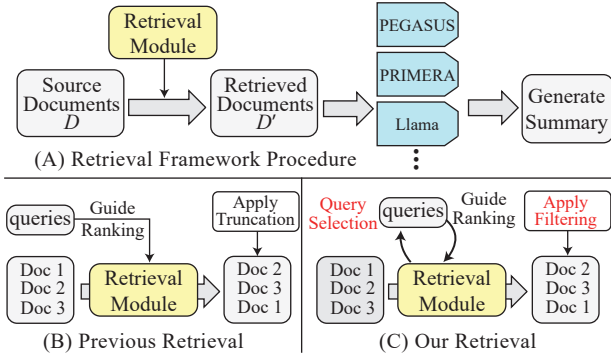 Retrieval
Module
Source
Documents
D
Retrieved
Documents
D'
PEGASUS
PRIMERA
Llama
Generate
Summary
(A) Retrieval Framework Procedure
queries
Guide
Ranking
Apply
Truncation
Doc 1
Doc 2
Doc 3
Retrieval
Module
Doc 2
Doc 3
Doc 1
(B) Previous Retrieval
Query
Selection
queries
Guide
Ranking
Apply
Filtering
Doc 1
Doc 2
Doc 3
Retrieval
Module
Doc 2
Doc 3
Doc 1
(C) Our Retrieval